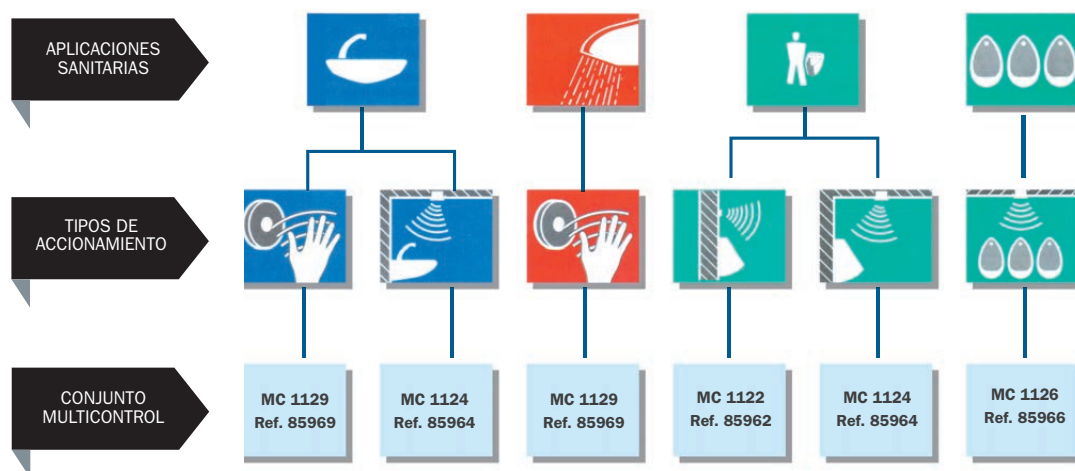 APLICACIONES
SANITARIAS
TIPOS DE
ACCIONAMIENTO
CONJUNTO
MULTICONTROL
MC 1129
Ref. 85969
MC 1124
Ref. 85964
MC 1129
Ref. 85969
MC 1122
Ref. 85962
MC 1124
Ref. 85964
MC 1126
Ref. 85966